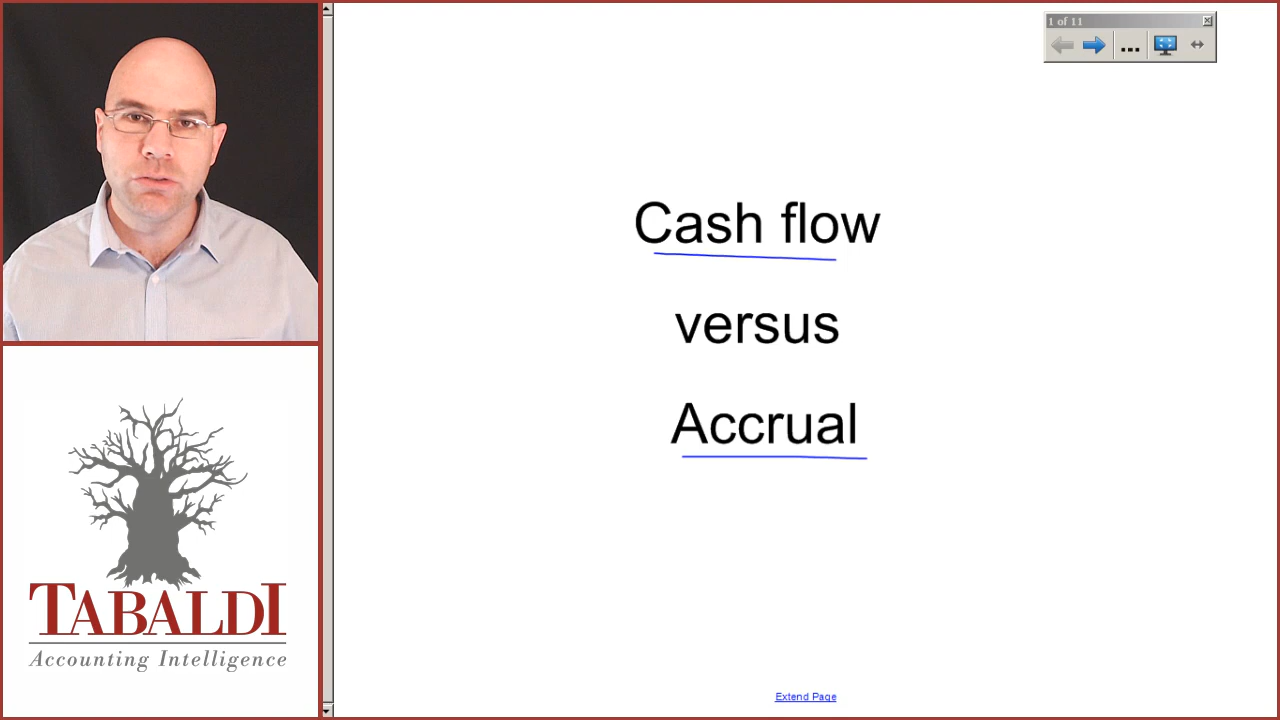 1 of 11
...
Cash flow
versus
Accrual
TABALDI
Accounting Intelligence
Extend Page